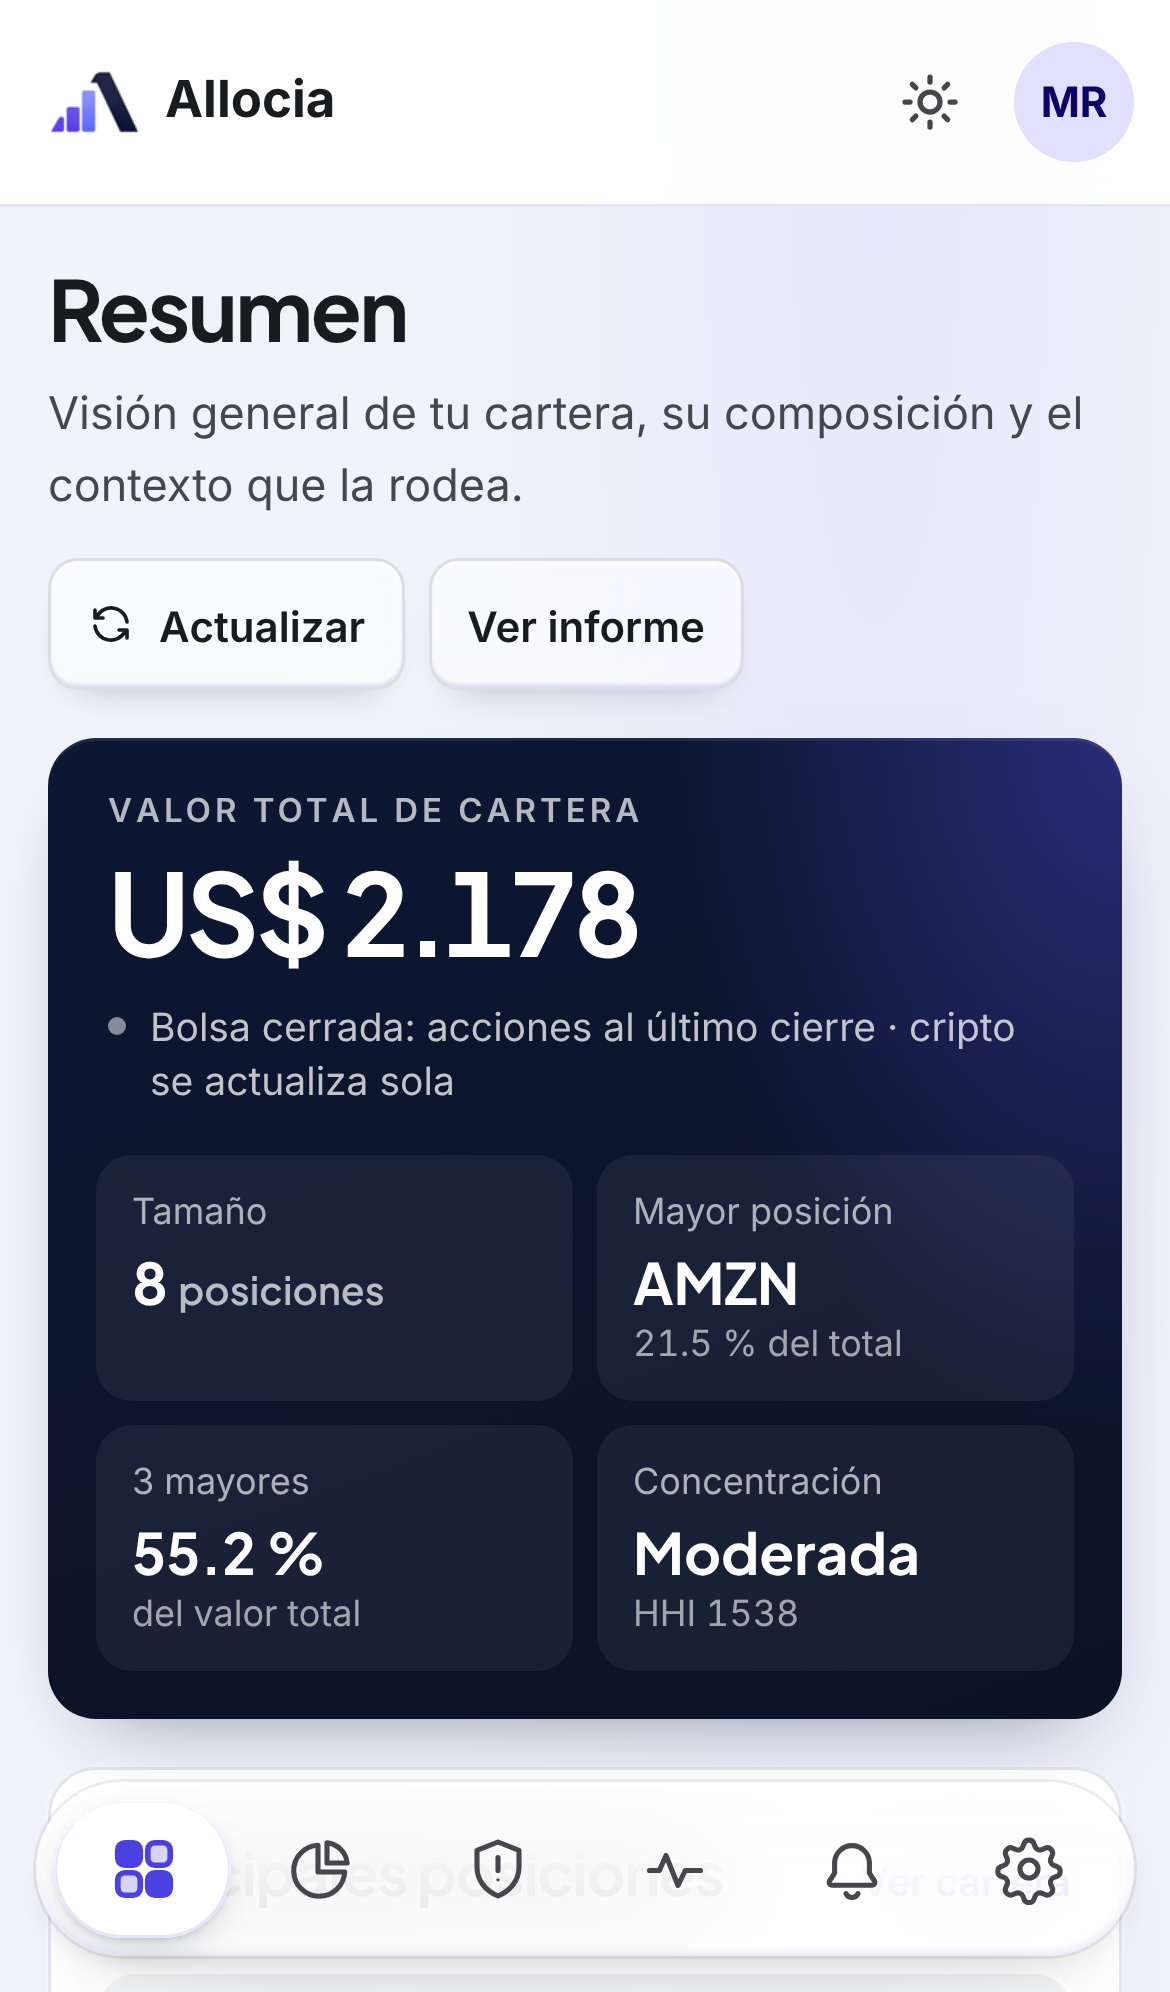 Allocia
MR
Resumen
Visión general de tu cartera, su composición y el
contexto que la rodea.
Actualizar
Ver informe
VALOR TOTAL DE CARTERA
US$ 2.178
Bolsa cerrada: acciones al último cierre · cripto
se actualiza sola
Tamaño
8 posiciones
Mayor posición
AMZN
21.5 % del total
3 mayores
55.2 %
del valor total
Concentración
Moderada
HHI 1538
posiciones
Ver